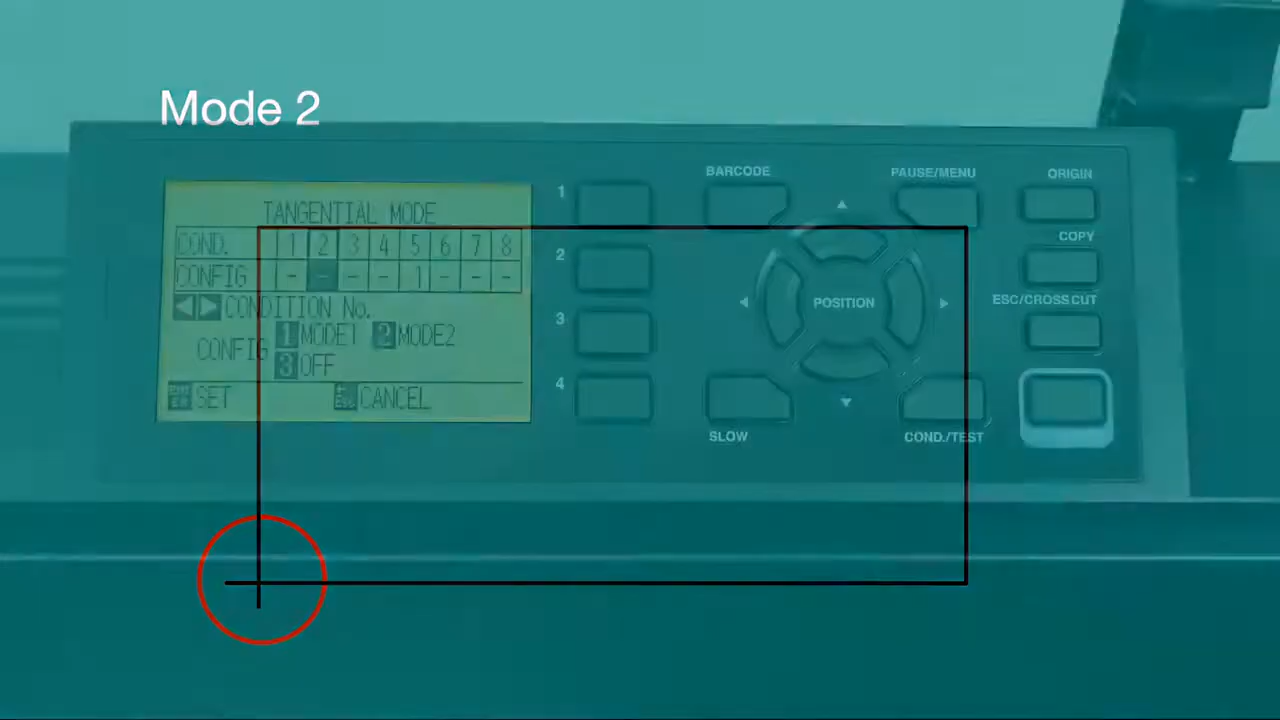 Mode 2
TANGENTIAL MODE
COND. 1 2 3 4 5 6 7 8
CONFIG - - - - 1 - - -
CONDITION No.
CONFIG 1 MODE1 2 MODE2
3 OFF
SET CANCEL
1
2
3
4
BARCODE
PAUSE/MENU
ORIGIN
COPY
ESC/CROSS CUT
POSITION
SLOW
COND./TEST